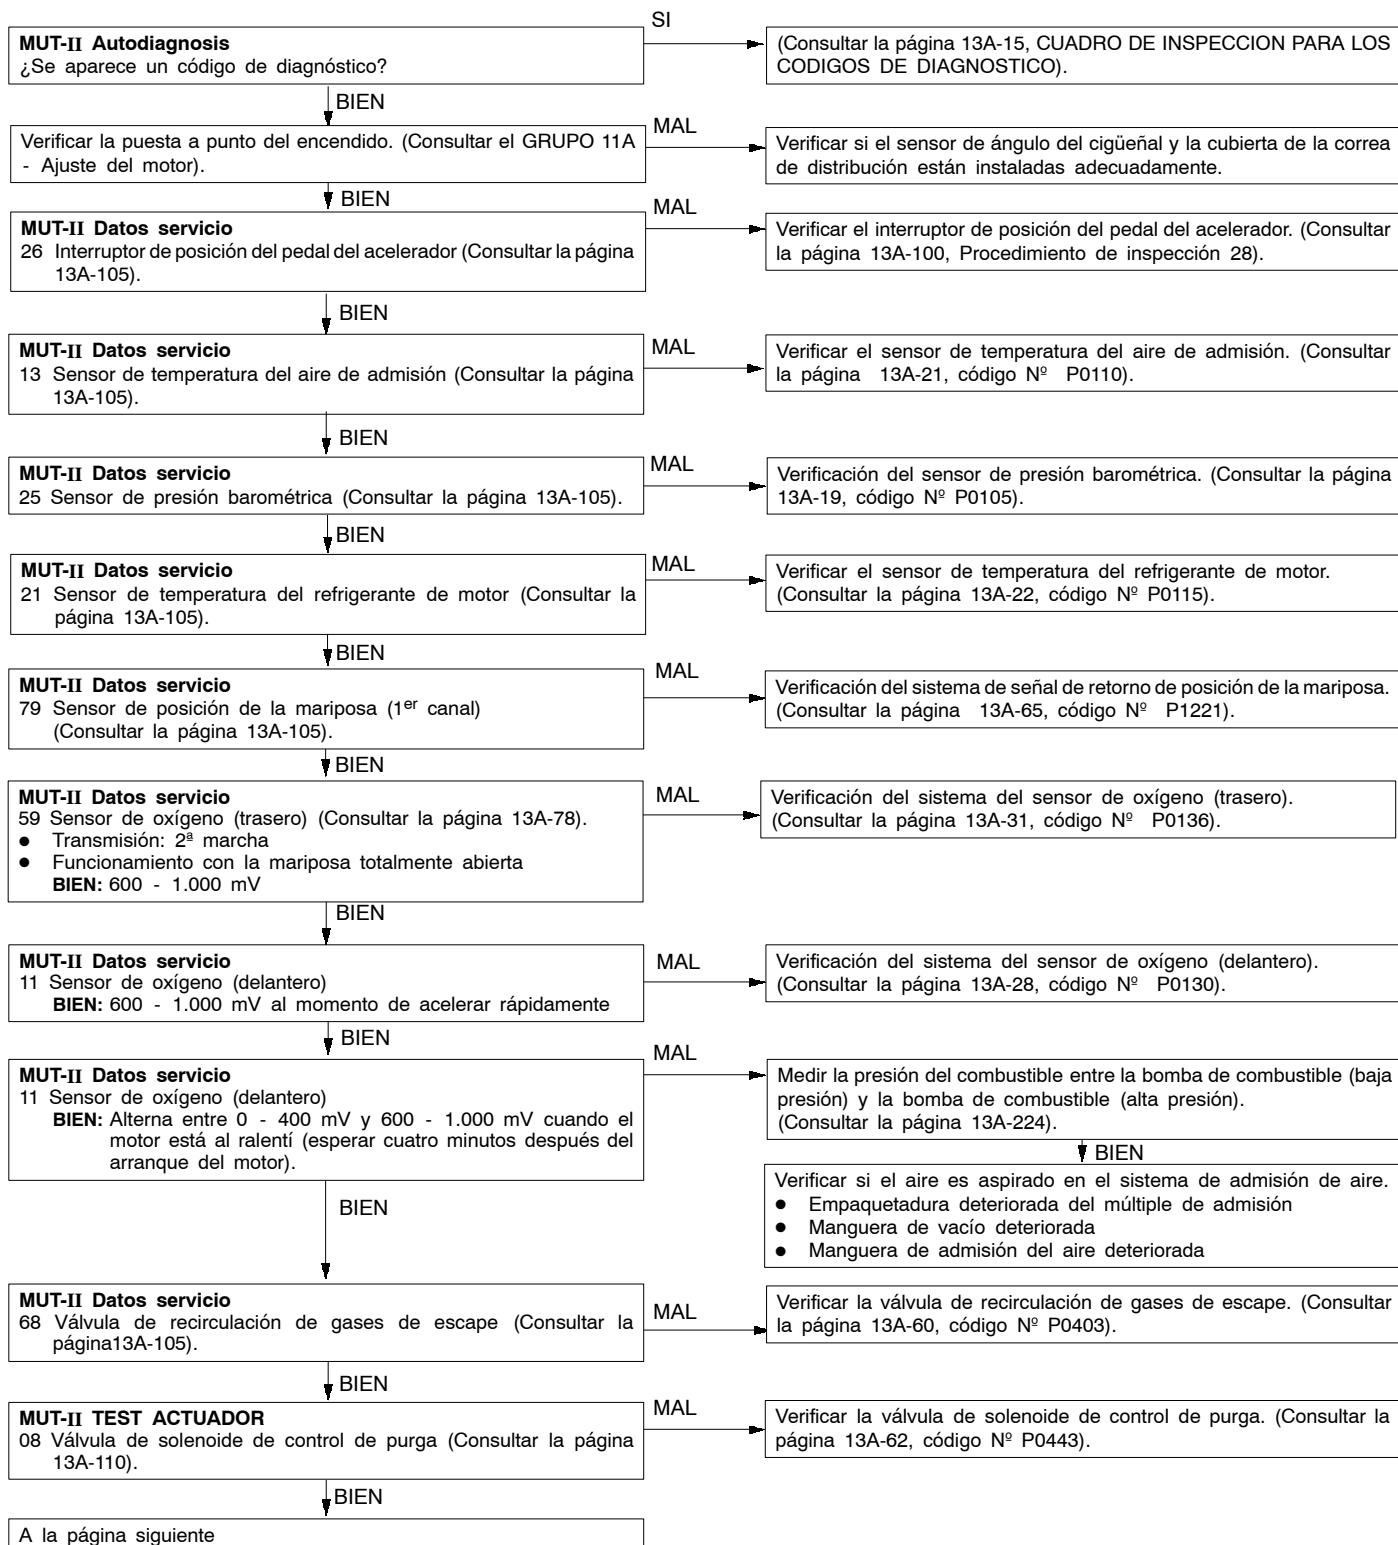 SI
MUT-II Autodiagnosis
¿Se aparece un código de diagnóstico?
(Consultar la página 13A-15, CUADRO DE INSPECCION PARA LOS
CODIGOS DE DIAGNOSTICO).
BIEN
Verificar la puesta a punto del encendido. (Consultar el GRUPO 11A
- Ajuste del motor).
MAL
Verificar si el sensor de ángulo del cigüeñal y la cubierta de la correa
de distribución están instaladas adecuadamente.
BIEN
MUT-II Datos servicio
26 Interruptor de posición del pedal del acelerador (Consultar la página
13A-105).
MAL
Verificar el interruptor de posición del pedal del acelerador. (Consultar
la página 13A-100, Procedimiento de inspección 28).
BIEN
MUT-II Datos servicio
13 Sensor de temperatura del aire de admisión (Consultar la página
13A-105).
MAL
Verificar el sensor de temperatura del aire de admisión. (Consultar
la página 13A-21, código Nº P0110).
BIEN
MUT-II Datos servicio
25 Sensor de presión barométrica (Consultar la página 13A-105).
MAL
Verificación del sensor de presión barométrica. (Consultar la página
13A-19, código Nº P0105).
BIEN
MUT-II Datos servicio
21 Sensor de temperatura del refrigerante de motor (Consultar la
página 13A-105).
MAL
Verificar el sensor de temperatura del refrigerante de motor.
(Consultar la página 13A-22, código Nº P0115).
BIEN
MUT-II Datos servicio
79 Sensor de posición de la mariposa (1er canal)
(Consultar la página 13A-105).
MAL
Verificación del sistema de señal de retorno de posición de la mariposa.
(Consultar la página 13A-65, código Nº P1221).
BIEN
MUT-II Datos servicio
59 Sensor de oxígeno (trasero) (Consultar la página 13A-78).
● Transmisión: 2ª marcha
● Funcionamiento con la mariposa totalmente abierta
BIEN: 600 - 1.000 mV
MAL
Verificación del sistema del sensor de oxígeno (trasero).
(Consultar la página 13A-31, código Nº P0136).
BIEN
MUT-II Datos servicio
11 Sensor de oxígeno (delantero)
BIEN: 600 - 1.000 mV al momento de acelerar rápidamente
MAL
Verificación del sistema del sensor de oxígeno (delantero).
(Consultar la página 13A-28, código Nº P0130).
BIEN
MUT-II Datos servicio
11 Sensor de oxígeno (delantero)
BIEN: Alterna entre 0 - 400 mV y 600 - 1.000 mV cuando el
motor está al ralentí (esperar cuatro minutos después del
arranque del motor).
MAL
Medir la presión del combustible entre la bomba de combustible (baja
presión) y la bomba de combustible (alta presión).
(Consultar la página 13A-224).
BIEN
Verificar si el aire es aspirado en el sistema de admisión de aire.
● Empaquetadura deteriorada del múltiple de admisión
● Manguera de vacío deteriorada
● Manguera de admisión del aire deteriorada
BIEN
MUT-II Datos servicio
68 Válvula de recirculación de gases de escape (Consultar la
página13A-105).
MAL
Verificar la válvula de recirculación de gases de escape. (Consultar
la página 13A-60, código Nº P0403).
BIEN
MUT-II TEST ACTUADOR
08 Válvula de solenoide de control de purga (Consultar la página
13A-110).
MAL
Verificar la válvula de solenoide de control de purga. (Consultar la
página 13A-62, código Nº P0443).
BIEN
A la página siguiente